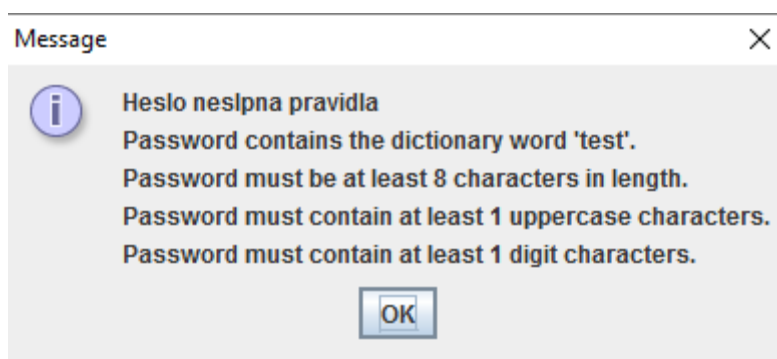 Message
Heslo neslpna pravidla
Password contains the dictionary word 'test'.
Password must be at least 8 characters in length.
Password must contain at least 1 uppercase characters.
Password must contain at least 1 digit characters.
OK